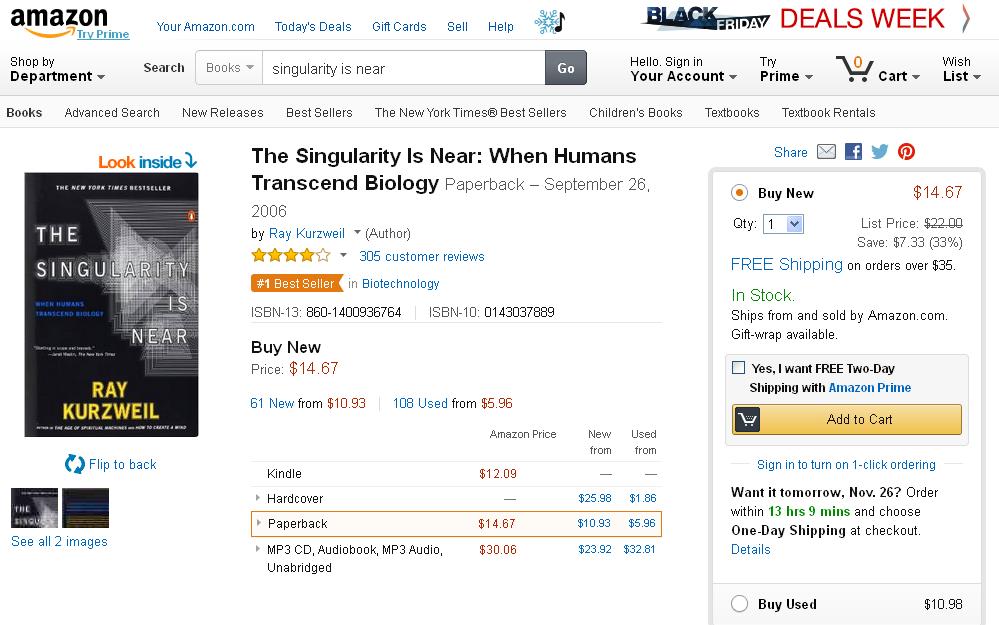 amazon
Try Prime
Your Amazon.com Today's Deals Gift Cards Sell Help
BLACK FRIDAY DEALS WEEK
Shop by
Department
Search Books singularity is near Go
Hello. Sign in
Your Account
Try
Prime
0
Cart
Wish
List
Books Advanced Search New Releases Best Sellers The New York Times® Best Sellers Children's Books Textbooks Textbook Rentals
Look inside
THE NEW YORK TIMES BESTSELLER
THE
SINGULARITY
IS
NEAR
WHEN HUMANS
TRANSCEND BIOLOGY
RAY
KURZWEIL
AUTHOR OF THE AGE OF SPIRITUAL MACHINES AND HOW TO CREATE A MIND
Flip to back
See all 2 images
The Singularity Is Near: When Humans
Transcend Biology Paperback – September 26,
2006
by Ray Kurzweil (Author)
305 customer reviews
#1 Best Seller in Biotechnology
ISBN-13: 860-1400936764 ISBN-10: 0143037889
Buy New
Price: $14.67
61 New from $10.93 108 Used from $5.96
Amazon Price New from Used from
Kindle $12.09 — —
Hardcover — $25.98 $1.86
Paperback $14.67 $10.93 $5.96
MP3 CD, Audiobook, MP3 Audio, $30.06 $23.92 $32.81
Unabridged
Share
Buy New $14.67
Qty: 1 List Price: $22.00
Save: $7.33 (33%)
FREE Shipping on orders over $35.
In Stock.
Ships from and sold by Amazon.com.
Gift-wrap available.
Yes, I want FREE Two-Day
Shipping with Amazon Prime
Add to Cart
Sign in to turn on 1-click ordering
Want it tomorrow, Nov. 26? Order
within 13 hrs 9 mins and choose
One-Day Shipping at checkout.
Details
Buy Used $10.98